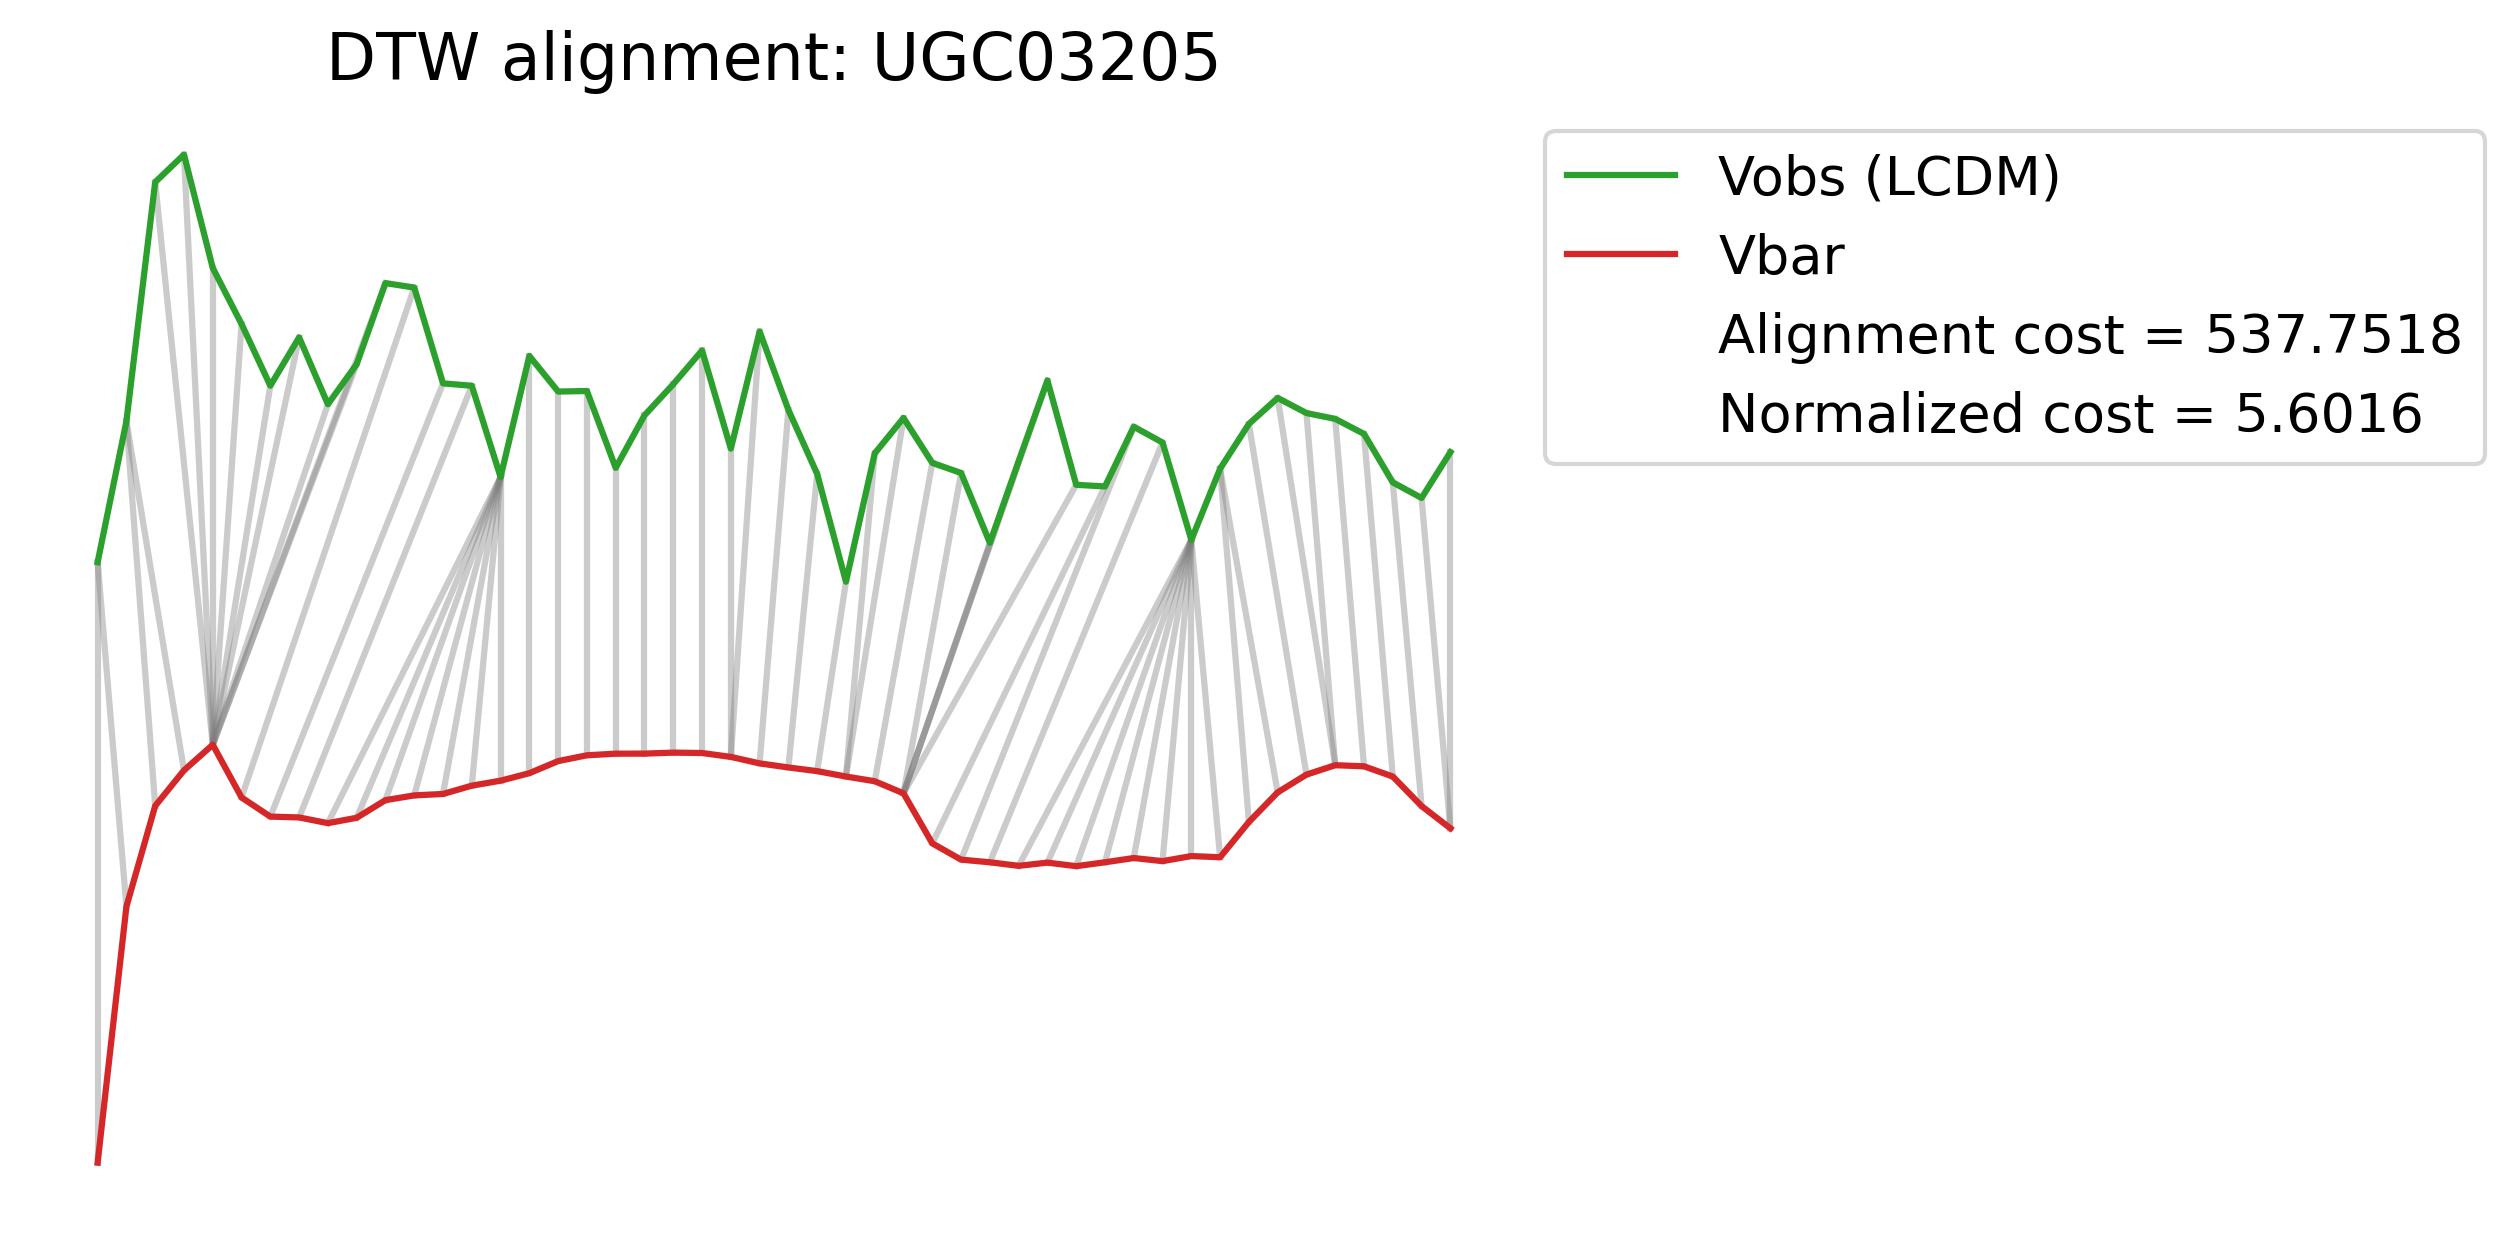 DTW alignment: UGC03205
Vobs (LCDM)
Vbar
Alignment cost = 537.7518
Normalized cost = 5.6016